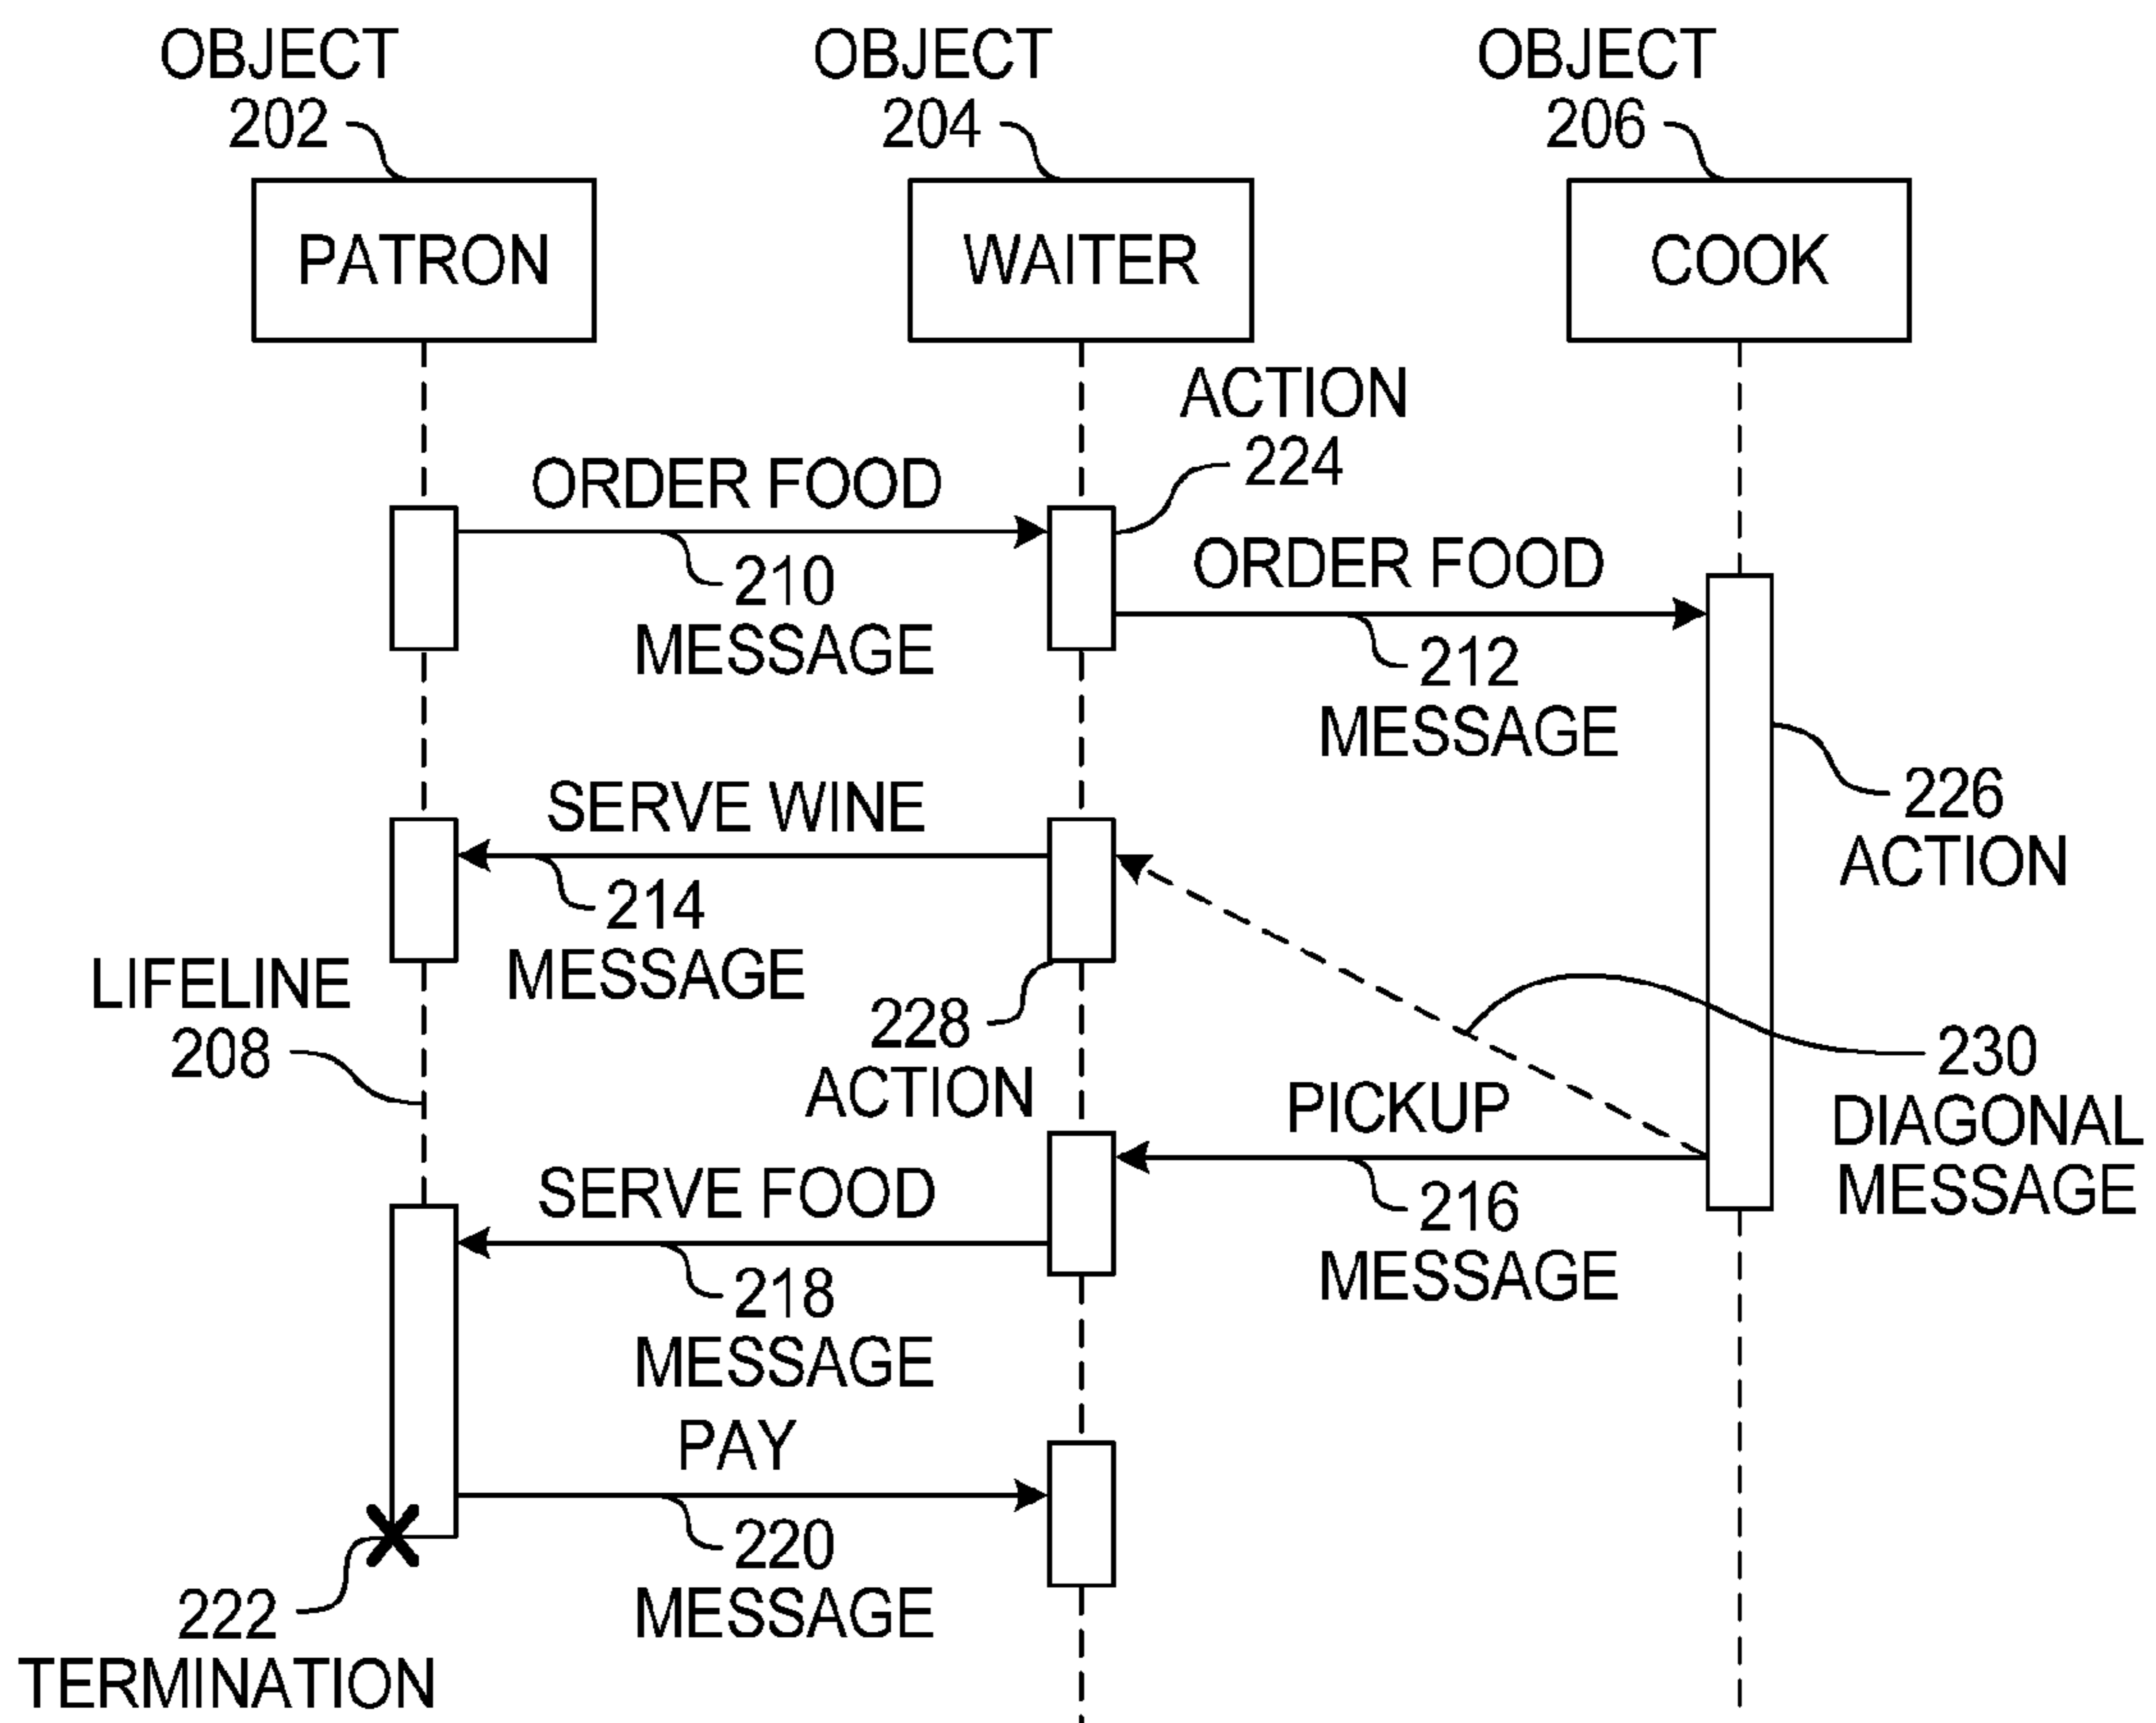 OBJECT
202
OBJECT
204
OBJECT
206
PATRON
WAITER
COOK
ACTION
224
ORDER FOOD
210
MESSAGE
ORDER FOOD
212
MESSAGE
226
ACTION
SERVE WINE
214
MESSAGE
LIFELINE
208
228
ACTION
230
DIAGONAL
MESSAGE
PICKUP
216
MESSAGE
SERVE FOOD
218
MESSAGE
PAY
220
MESSAGE
222
TERMINATION